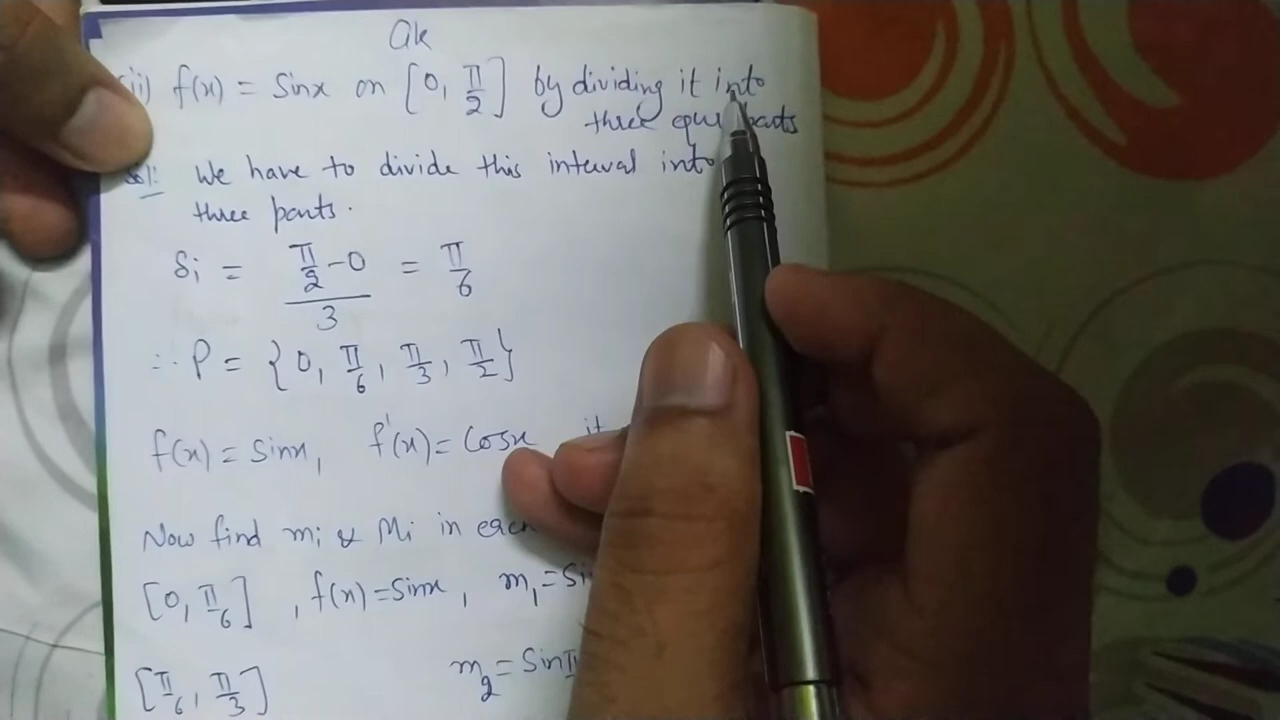 Ak
ii) f(x) = Sinx on [0, π/2] by dividing it into
three equ parts
Sol: We have to divide this interval into
three parts.
δi = (π/2 - 0)/3 = π/6
∴ P = {0, π/6, π/3, π/2}
f(x) = Sinx, f'(x) = Cosx it
Now find mi & Mi in each
[0, π/6] , f(x) = Sinx , m1 = Si
[π/6, π/3] m2 = Sin π